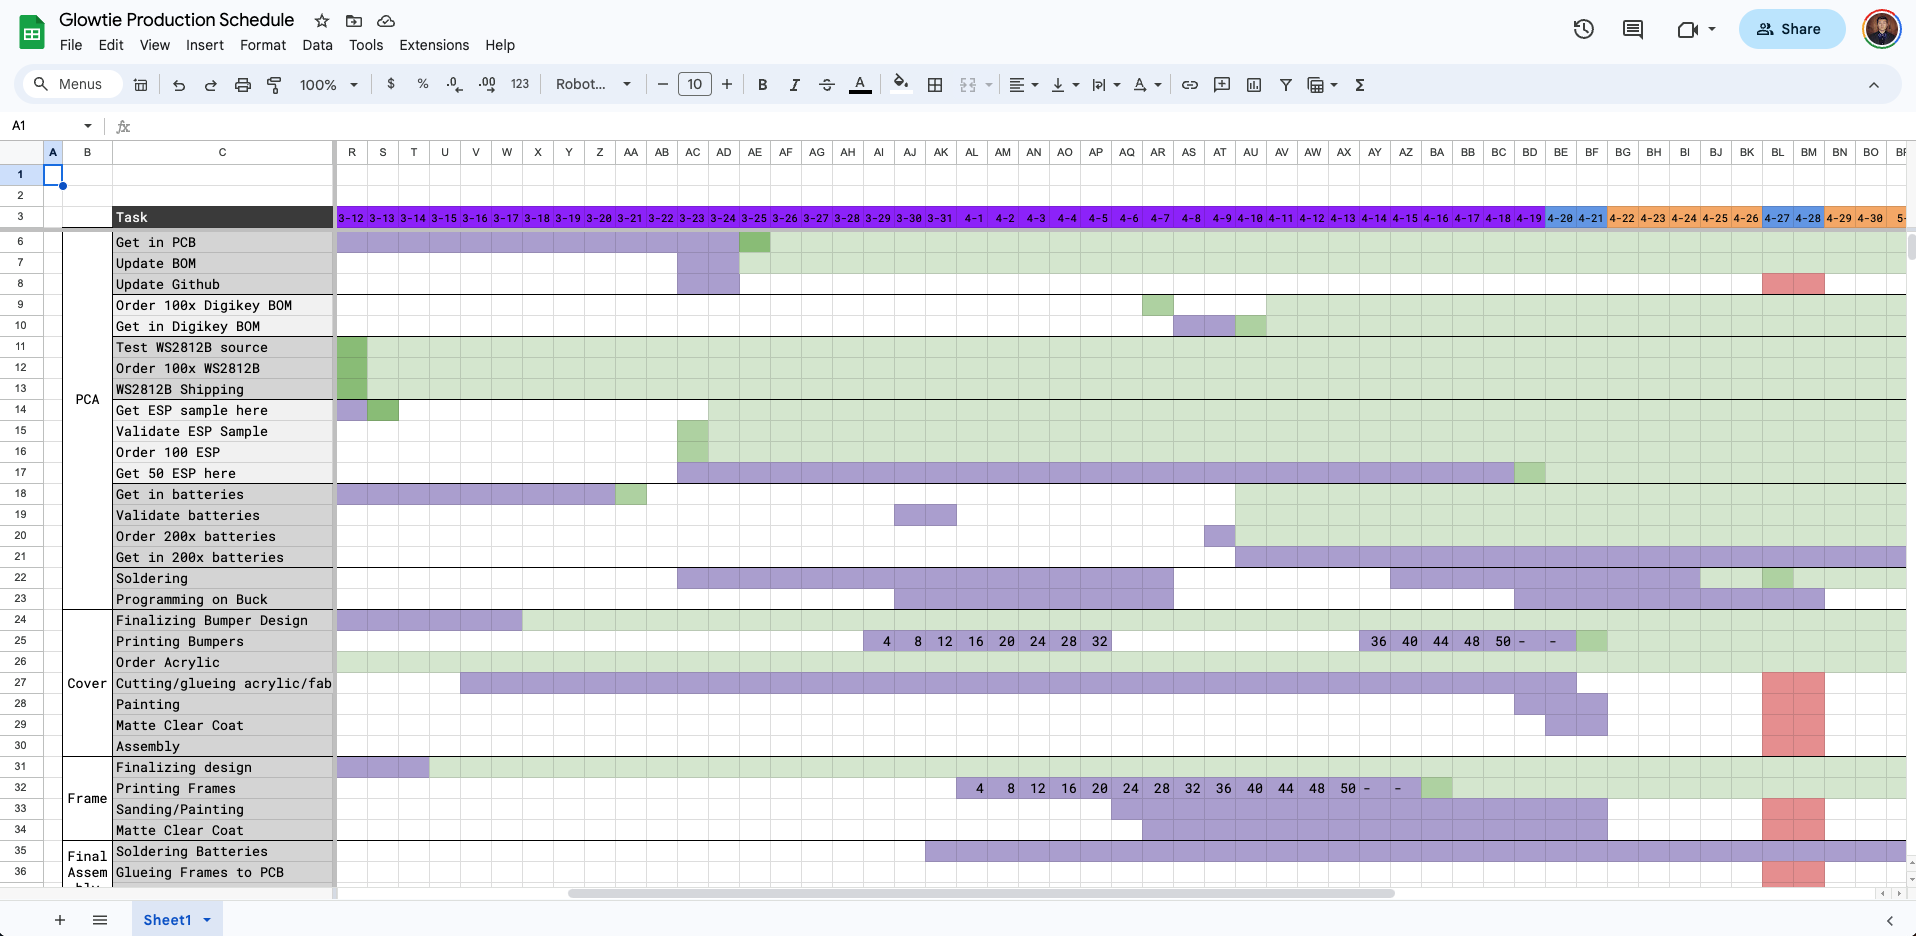 Glowtie Production Schedule
File Edit View Insert Format Data Tools Extensions Help
Share
Menus 100% $ % .0 .00 123 Robot... 10 B I A
A1 fx
A B C R S T U V W X Y Z AA AB AC AD AE AF AG AH AI AJ AK AL AM AN AO AP AQ AR AS AT AU AV AW AX AY AZ BA BB BC BD BE BF BG BH BI BJ BK BL BM BN BO
1
2
3 Task 3-12 3-13 3-14 3-15 3-16 3-17 3-18 3-19 3-20 3-21 3-22 3-23 3-24 3-25 3-26 3-27 3-28 3-29 3-30 3-31 4-1 4-2 4-3 4-4 4-5 4-6 4-7 4-8 4-9 4-10 4-11 4-12 4-13 4-14 4-15 4-16 4-17 4-18 4-19 4-20 4-21 4-22 4-23 4-24 4-25 4-26 4-27 4-28 4-29 4-30 5-
6 Get in PCB
7 Update BOM
8 Update Github
9 Order 100x Digikey BOM
10 Get in Digikey BOM
11 Test WS2812B source
12 Order 100x WS2812B
13 WS2812B Shipping
PCA
14 Get ESP sample here
15 Validate ESP Sample
16 Order 100 ESP
17 Get 50 ESP here
18 Get in batteries
19 Validate batteries
20 Order 200x batteries
21 Get in 200x batteries
22 Soldering
23 Programming on Buck
24 Finalizing Bumper Design
25 Printing Bumpers 4 8 12 16 20 24 28 32 36 40 44 48 50 - -
26 Order Acrylic
27 Cover Cutting/glueing acrylic/fab
28 Painting
29 Matte Clear Coat
30 Assembly
31 Finalizing design
32 Printing Frames 4 8 12 16 20 24 28 32 36 40 44 48 50 - -
Frame
33 Sanding/Painting
34 Matte Clear Coat
35 Final Soldering Batteries
36 Assem Glueing Frames to PCB
Sheet1